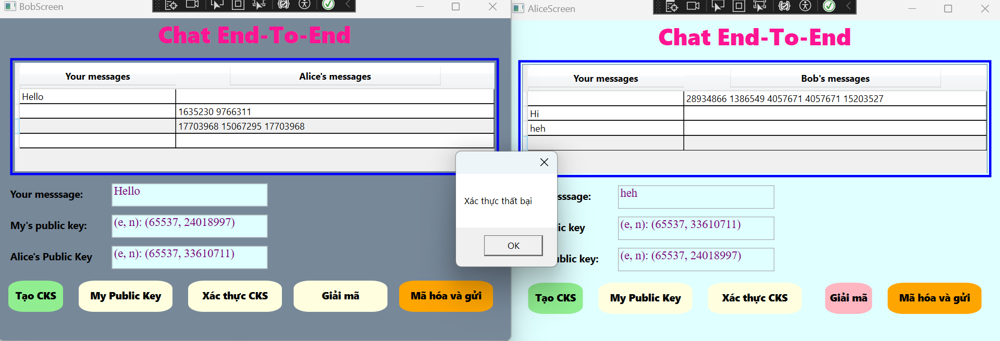 BobScreen
Chat End-To-End
Your messages Alice's messages
Hello
1635230 9766311
17703968 15067295 17703968
Your messsage: Hello
My's public key: (e, n): (65537, 24018997)
Alice's Public Key (e, n): (65537, 33610711)
Tạo CKS My Public Key Xác thực CKS Giải mã Mã hóa và gửi
Xác thực thất bại
OK
AliceScreen
Chat End-To-End
Your messages Bob's messages
28934866 1386549 4057671 4057671 15203527
Hi
heh
sssage: heh
ic key (e, n): (65537, 33610711)
ublic key: (e, n): (65537, 24018997)
Tạo CKS My Public Key Xác thực CKS Giải mã Mã hóa và gửi